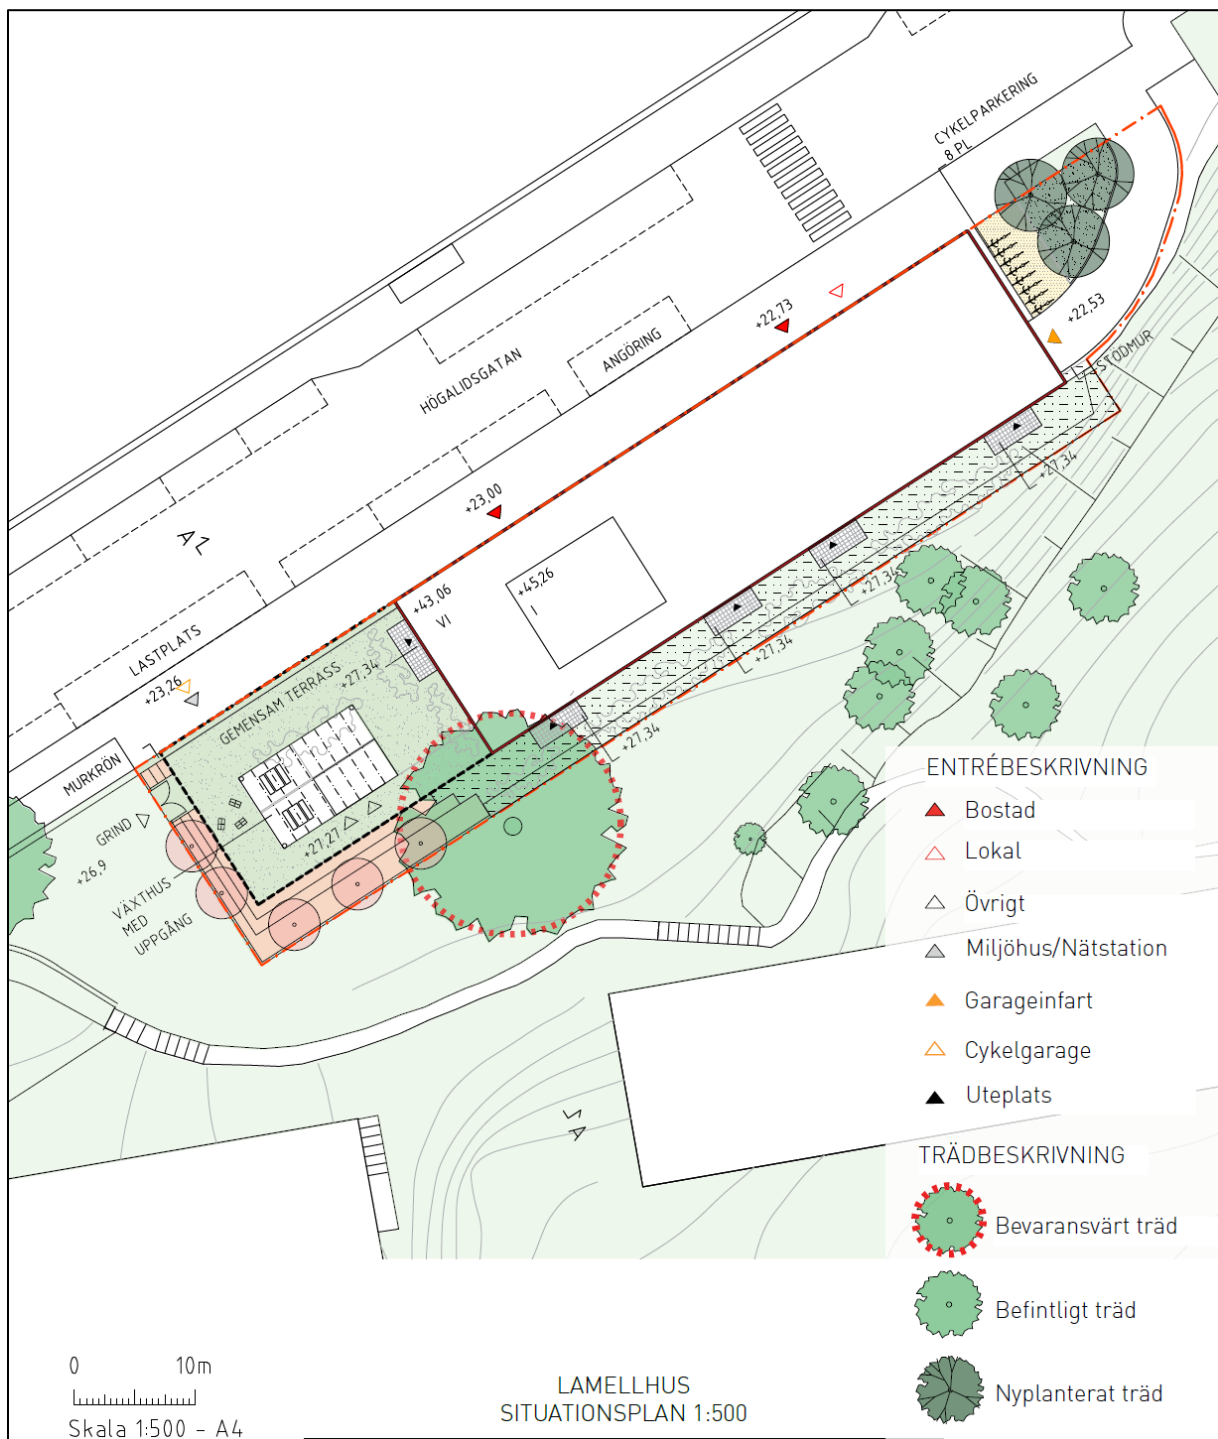 CYKELPARKERING
8 PL
+22,53
STÖDMUR
+22,73
ANGÖRING
HÖGALIDSGATAN
+23,00
+27,34
+27,34
+27,34
+27,34
+45,26
I
+43,06
VI
LASTPLATS
+23,26
GEMENSAM TERRASS
+27,34
MURKRÖN
GRIND
+26,9
+27,27
VÄXTHUS
MED
UPPGÅNG
ENTRÉBESKRIVNING
Bostad
Lokal
Övrigt
Miljöhus/Nätstation
Garageinfart
Cykelgarage
Uteplats
TRÄDBESKRIVNING
Bevaransvärt träd
Befintligt träd
Nyplanterat träd
0 10m
Skala 1:500 - A4
LAMELLHUS
SITUATIONSPLAN 1:500